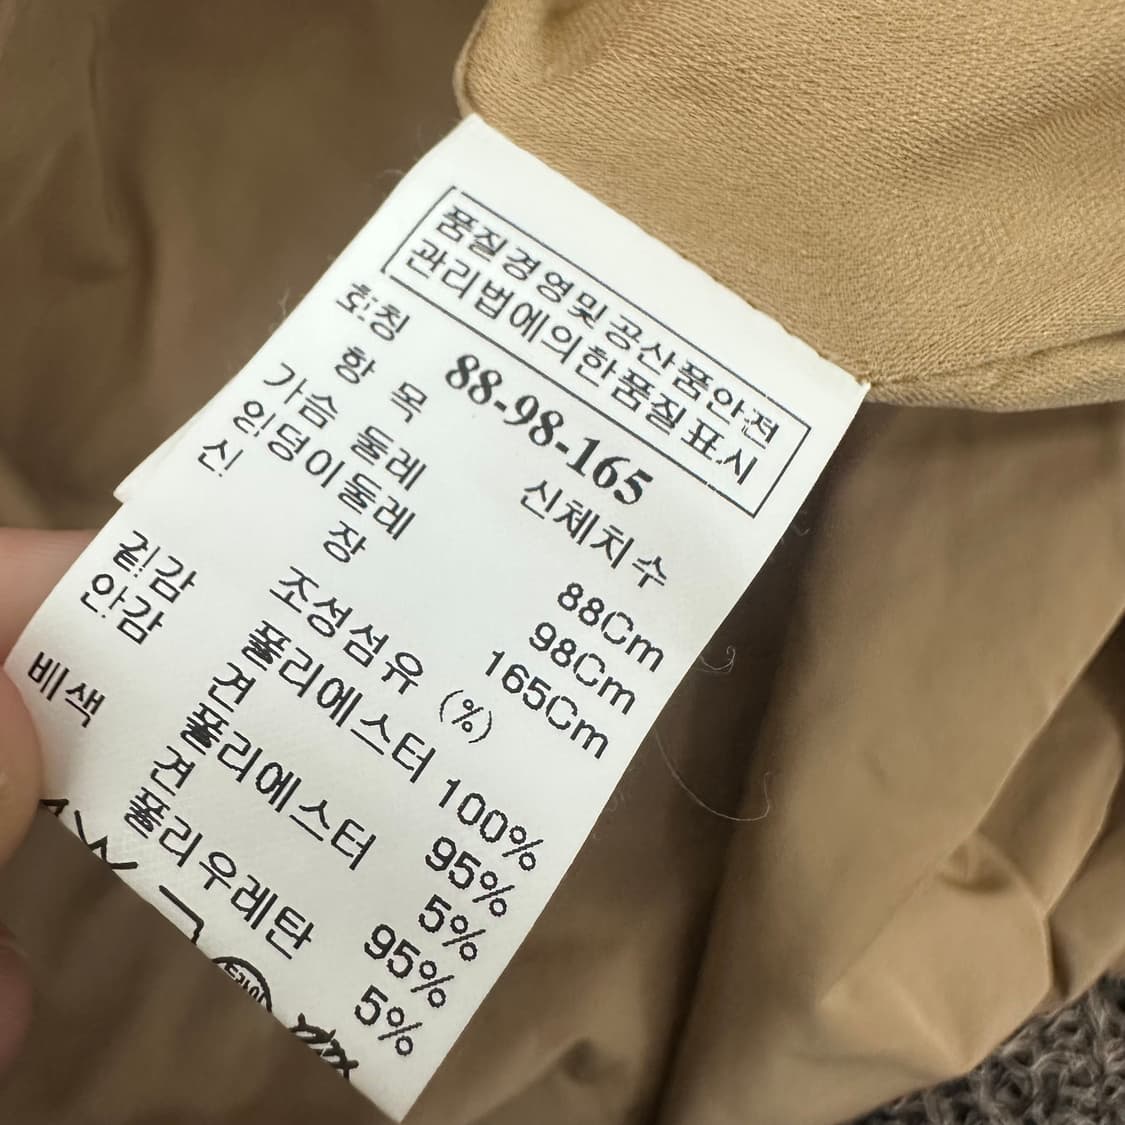 품질경영및공산품안전
관리법에의한품질표시
호칭 88-98-165
항 목 신체치수
가슴 둘레 88Cm
엉덩이둘레 98Cm
신 장 165Cm
조성섬유 (%)
겉감 폴리에스터 100%
안감 견 95%
폴리에스터 5%
배색 견 95%
폴리우레탄 5%